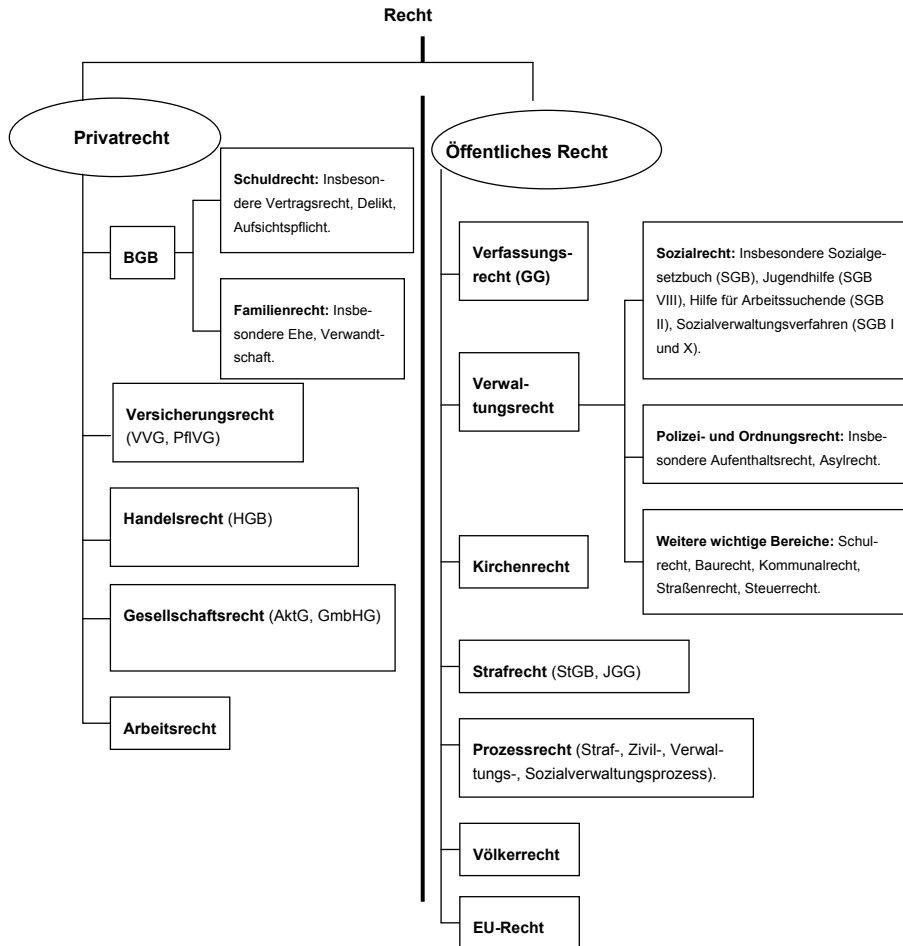 Recht
Privatrecht
Schuldrecht: Insbeson-
dere Vertragsrecht, Delikt,
Aufsichtspflicht.
BGB
Familienrecht: Insbe-
sondere Ehe, Verwandt-
schaft.
Versicherungsrecht
(VVG, PflVG)
Handelsrecht (HGB)
Gesellschaftsrecht (AktG, GmbHG)
Arbeitsrecht
Öffentliches Recht
Verfassungs-
recht (GG)
Verwal-
tungsrecht
Sozialrecht: Insbesondere Sozialge-
setzbuch (SGB), Jugendhilfe (SGB
VIII), Hilfe für Arbeitssuchende (SGB
II), Sozialverwaltungsverfahren (SGB I
und X).
Polizei- und Ordnungsrecht: Insbe-
sondere Aufenthaltsrecht, Asylrecht.
Weitere wichtige Bereiche: Schul-
recht, Baurecht, Kommunalrecht,
Straßenrecht, Steuerrecht.
Kirchenrecht
Strafrecht (StGB, JGG)
Prozessrecht (Straf-, Zivil-, Verwal-
tungs-, Sozialverwaltungsprozess).
Völkerrecht
EU-Recht